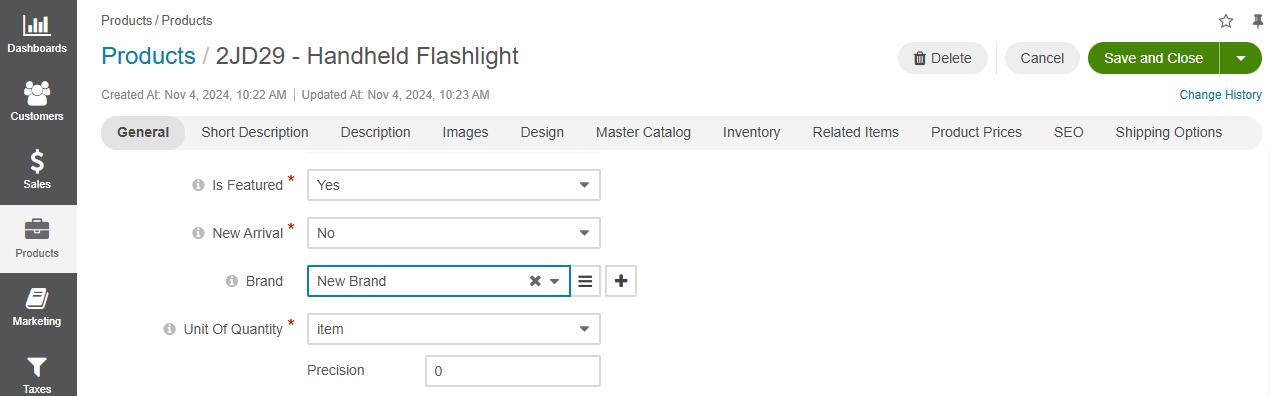 Dashboards
Customers
Sales
Products
Marketing
Taxes
Products / Products
Products / 2JD29 - Handheld Flashlight
Delete
Cancel
Save and Close
Created At: Nov 4, 2024, 10:22 AM | Updated At: Nov 4, 2024, 10:23 AM
Change History
General Short Description Description Images Design Master Catalog Inventory Related Items Product Prices SEO Shipping Options
Is Featured * Yes
New Arrival * No
Brand New Brand
Unit Of Quantity * item
Precision 0